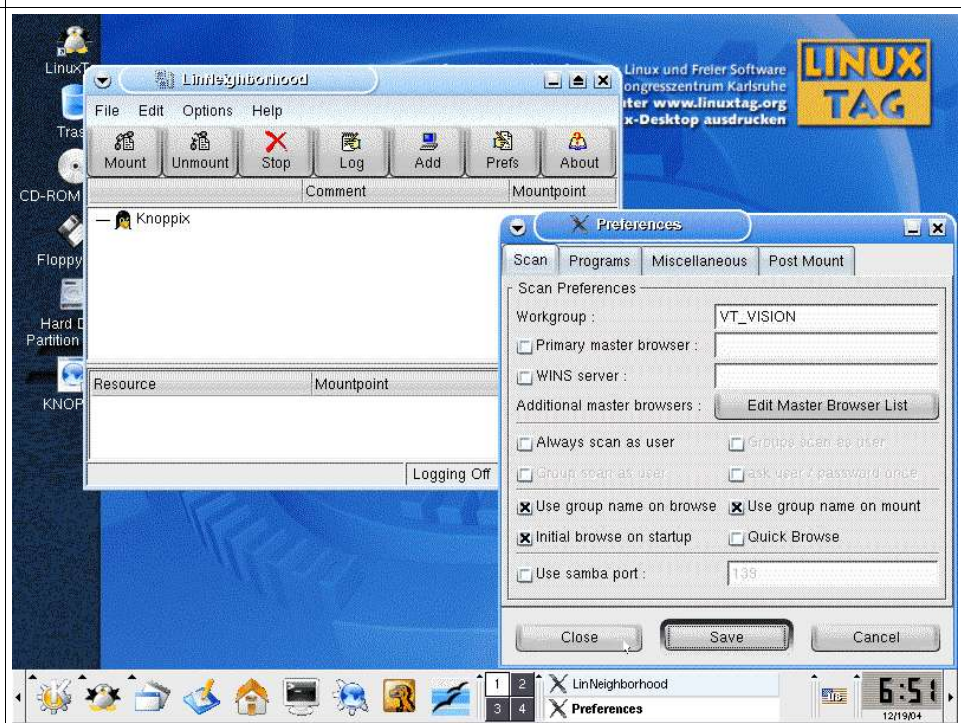 LinuxT
Tras
CD-ROM
Floppy
Hard D
Partition
KNOPP
Linux und Freier Software
ongresszentrum Karlsruhe
ter www.linuxtag.org
x-Desktop ausdrucken
LINUX
TAG
LinNeighborhood
File Edit Options Help
Mount Unmount Stop Log Add Prefs About
Comment Mountpoint
Knoppix
Resource Mountpoint
Logging Off
Preferences
Scan Programs Miscellaneous Post Mount
Scan Preferences
Workgroup : VT_VISION
Primary master browser :
WINS server :
Additional master browsers : Edit Master Browser List
Always scan as user Groups scan as user
Group scan as user ask user / password once
Use group name on browse Use group name on mount
Initial browse on startup Quick Browse
Use samba port : 139
Close Save Cancel
1 2
3 4
LinNeighborhood
Preferences
6:51
12/19/04